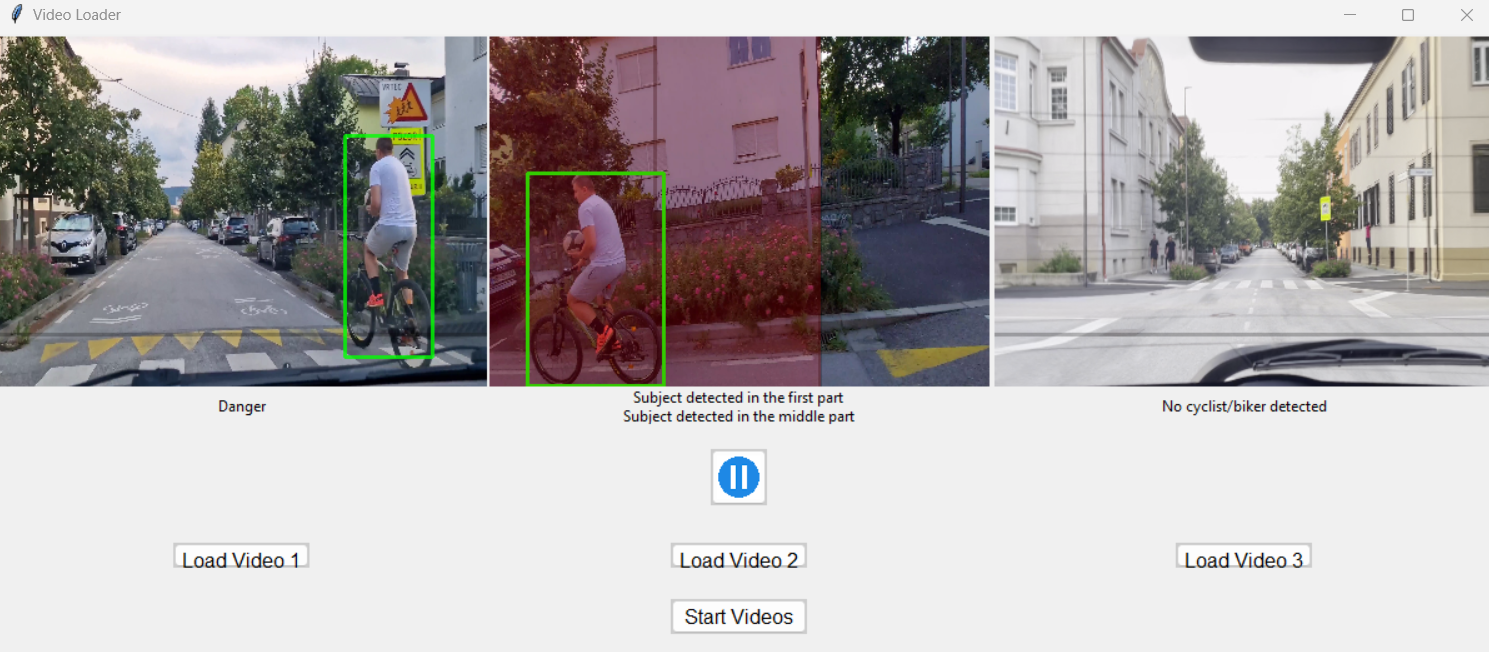 Video Loader
VRTEC
Danger
Subject detected in the first part
Subject detected in the middle part
No cyclist/biker detected
Load Video 1
Load Video 2
Load Video 3
Start Videos